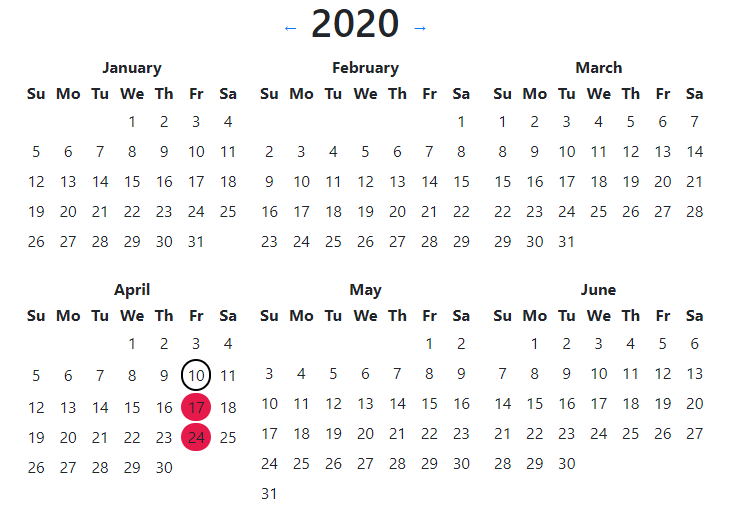 ← 2020 →
January February March
Su Mo Tu We Th Fr Sa Su Mo Tu We Th Fr Sa Su Mo Tu We Th Fr Sa
1 2 3 4 1 1 2 3 4 5 6 7
5 6 7 8 9 10 11 2 3 4 5 6 7 8 8 9 10 11 12 13 14
12 13 14 15 16 17 18 9 10 11 12 13 14 15 15 16 17 18 19 20 21
19 20 21 22 23 24 25 16 17 18 19 20 21 22 22 23 24 25 26 27 28
26 27 28 29 30 31 23 24 25 26 27 28 29 29 30 31
April May June
Su Mo Tu We Th Fr Sa Su Mo Tu We Th Fr Sa Su Mo Tu We Th Fr Sa
1 2 3 4 1 2 1 2 3 4 5 6
5 6 7 8 9 10 11 3 4 5 6 7 8 9 7 8 9 10 11 12 13
12 13 14 15 16 17 18 10 11 12 13 14 15 16 14 15 16 17 18 19 20
19 20 21 22 23 24 25 17 18 19 20 21 22 23 21 22 23 24 25 26 27
26 27 28 29 30 24 25 26 27 28 29 30 28 29 30
31